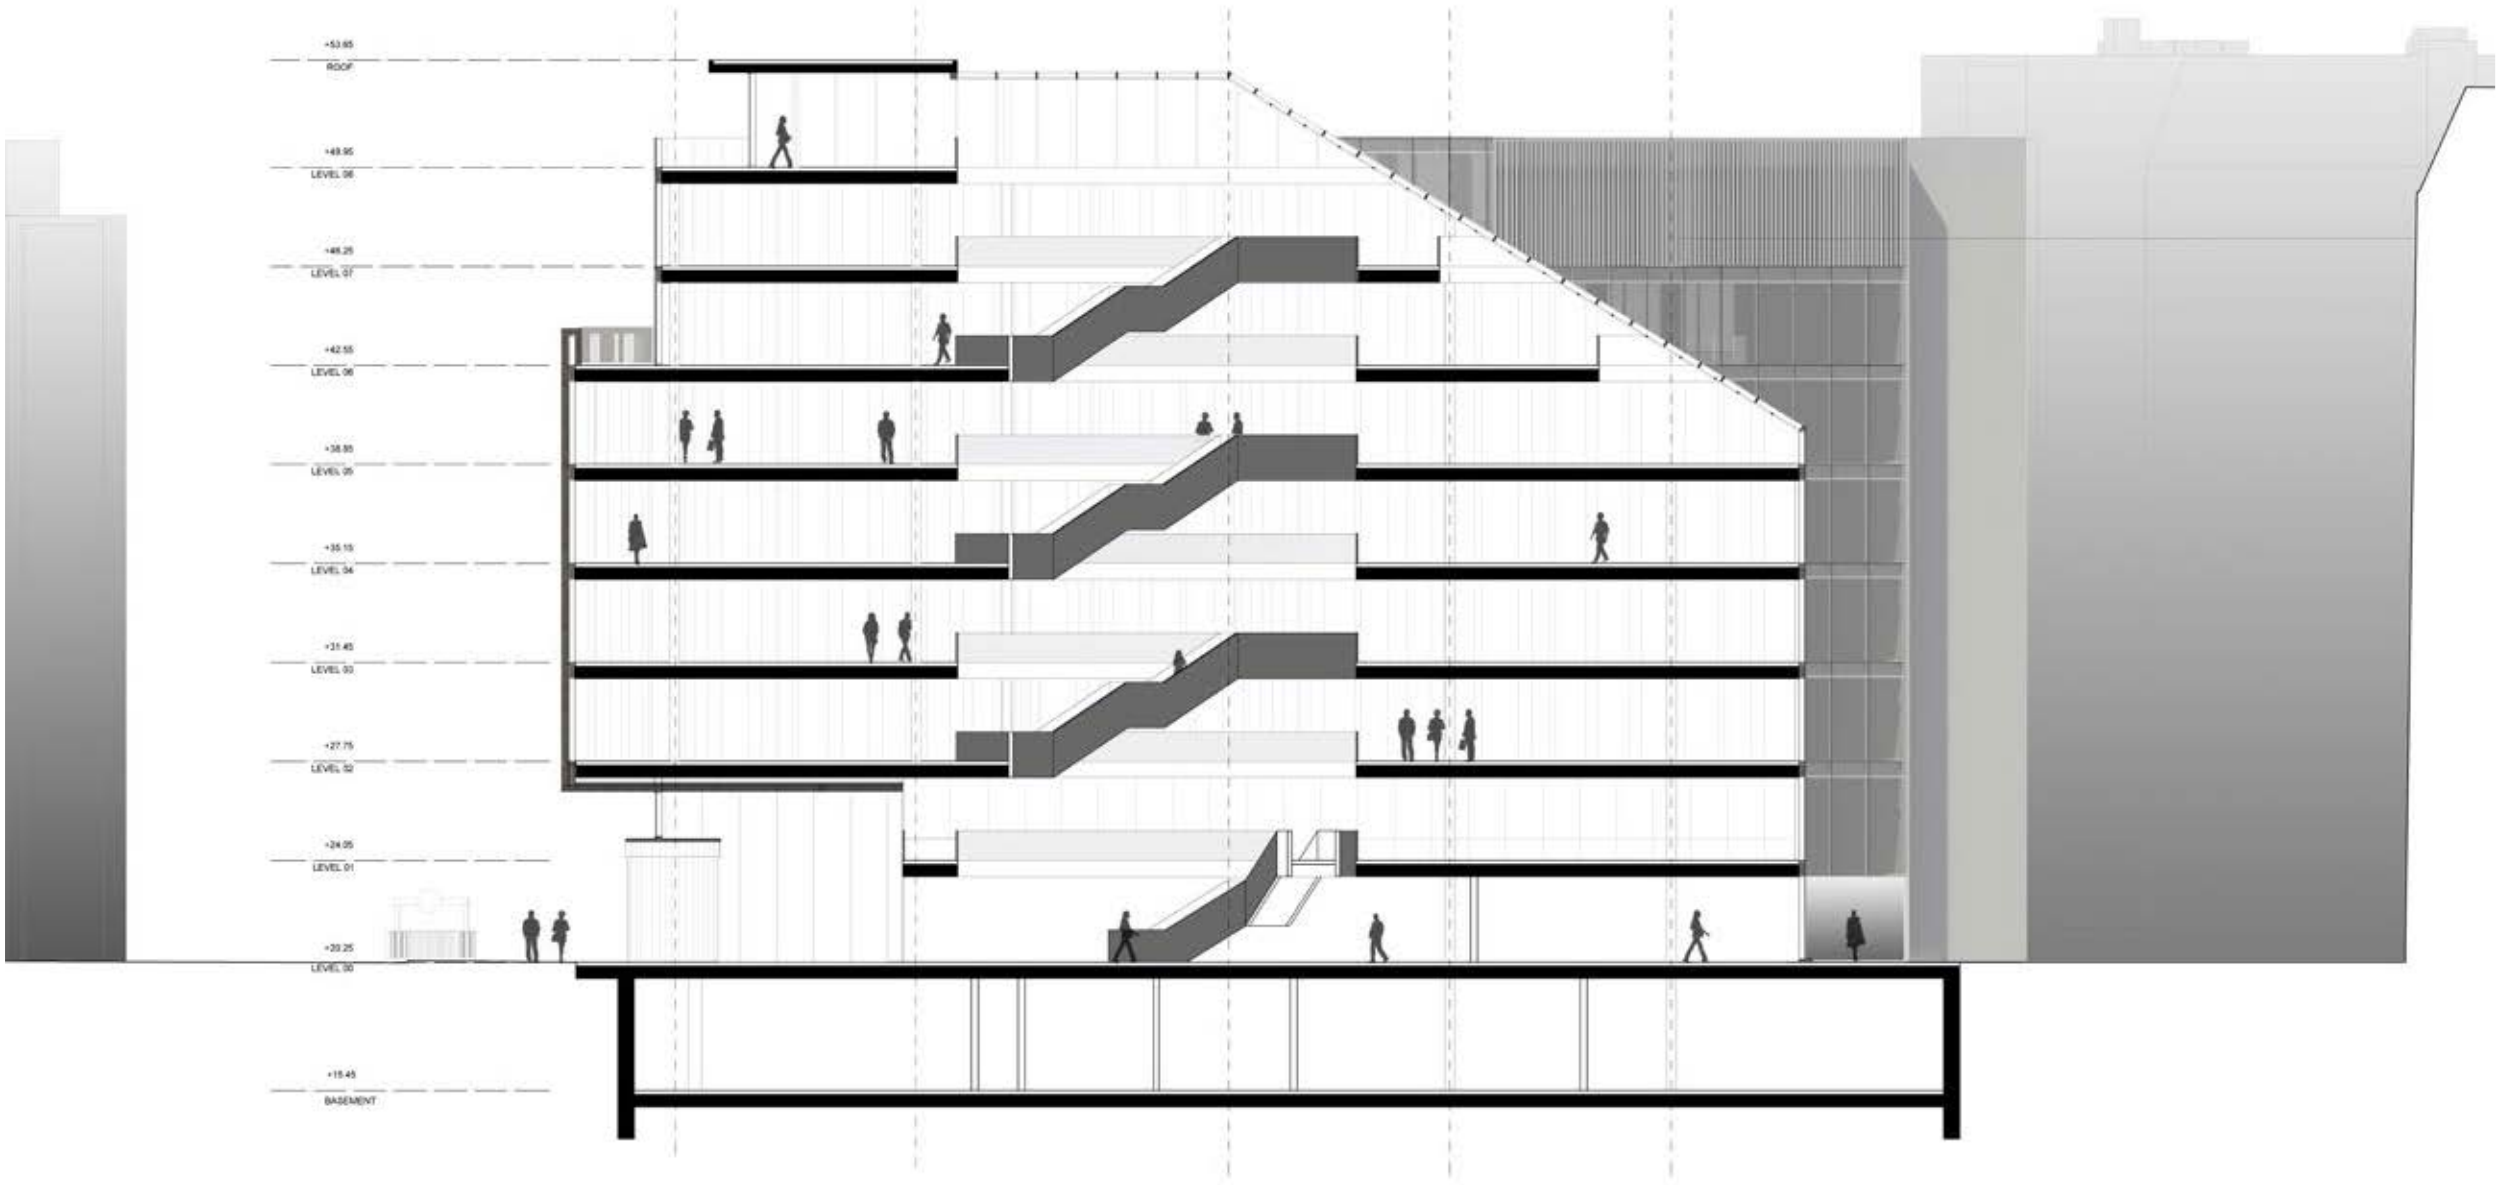 +53.65
ROOF
+49.95
LEVEL 08
+46.25
LEVEL 07
+42.55
LEVEL 06
+38.85
LEVEL 05
+35.15
LEVEL 04
+31.45
LEVEL 03
+27.75
LEVEL 02
+24.05
LEVEL 01
+20.25
LEVEL 00
+15.45
BASEMENT